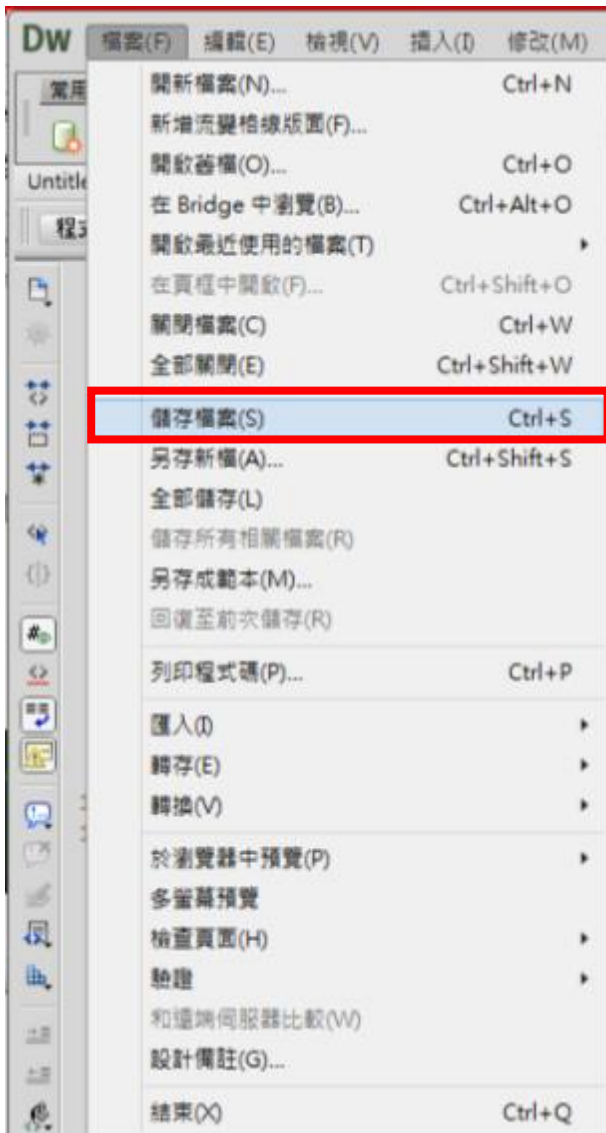 Dw 檔案(F) 編輯(E) 檢視(V) 插入(I) 修改(M)
常用
Untitle
程式
開新檔案(N)... Ctrl+N
新增流變格線版面(F)...
開啟舊檔(O)... Ctrl+O
在 Bridge 中瀏覽(B)... Ctrl+Alt+O
開啟最近使用的檔案(T)
在頁框中開啟(F)... Ctrl+Shift+O
關閉檔案(C) Ctrl+W
全部關閉(E) Ctrl+Shift+W
儲存檔案(S) Ctrl+S
另存新檔(A)... Ctrl+Shift+S
全部儲存(L)
儲存所有相關檔案(R)
另存成範本(M)...
回復至前次儲存(R)
列印程式碼(P)... Ctrl+P
匯入(I)
轉存(E)
轉換(V)
於瀏覽器中預覽(P)
多螢幕預覽
檢查頁面(H)
驗證
和遠端伺服器比較(W)
設計備註(G)...
結束(X) Ctrl+Q